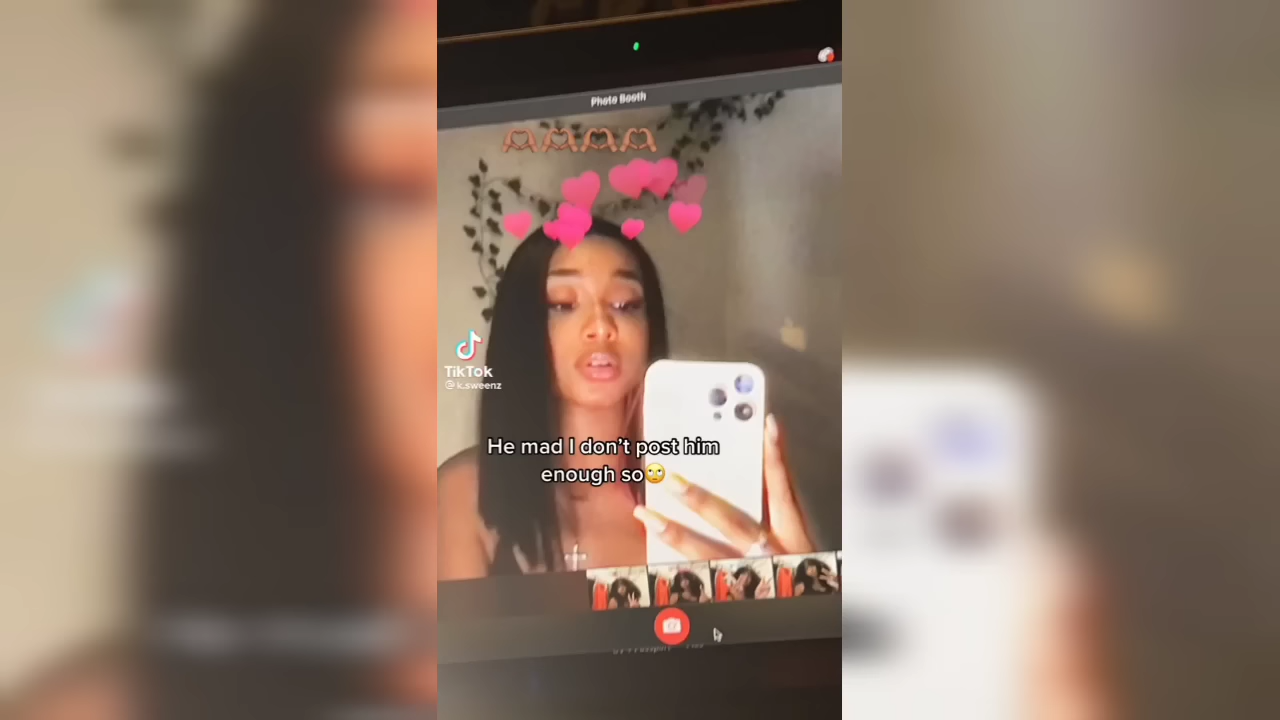 Photo Booth
TikTok
@k.sweenz
He mad I don't post him
enough so🙄